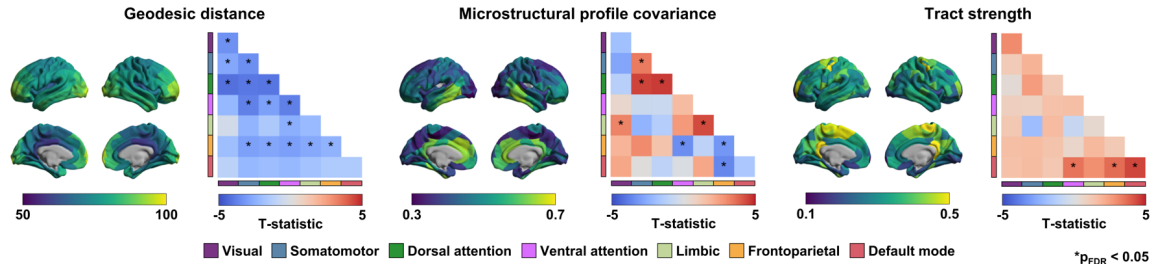 Geodesic distance
Microstructural profile covariance
Tract strength
*
* *
* * *
* * *
*
* * * * *
*
* *
* *
* *
* *
*
* * *
50 100
-5 5
T-statistic
0.3 0.7
-5 5
T-statistic
0.1 0.5
-5 5
T-statistic
Visual Somatomotor Dorsal attention Ventral attention Limbic Frontoparietal Default mode
*pFDR < 0.05